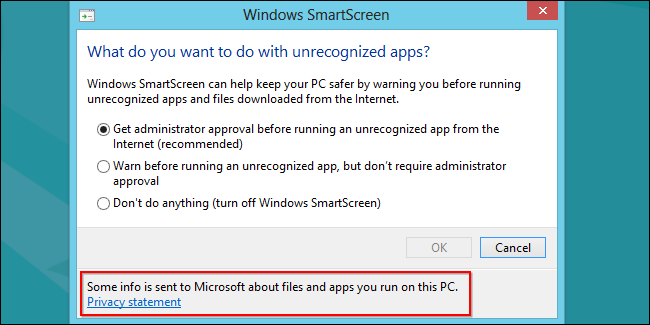 Windows SmartScreen
What do you want to do with unrecognized apps?
Windows SmartScreen can help keep your PC safer by warning you before running
unrecognized apps and files downloaded from the Internet.
Get administrator approval before running an unrecognized app from the
Internet (recommended)
Warn before running an unrecognized app, but don't require administrator
approval
Don't do anything (turn off Windows SmartScreen)
OK
Cancel
Some info is sent to Microsoft about files and apps you run on this PC.
Privacy statement